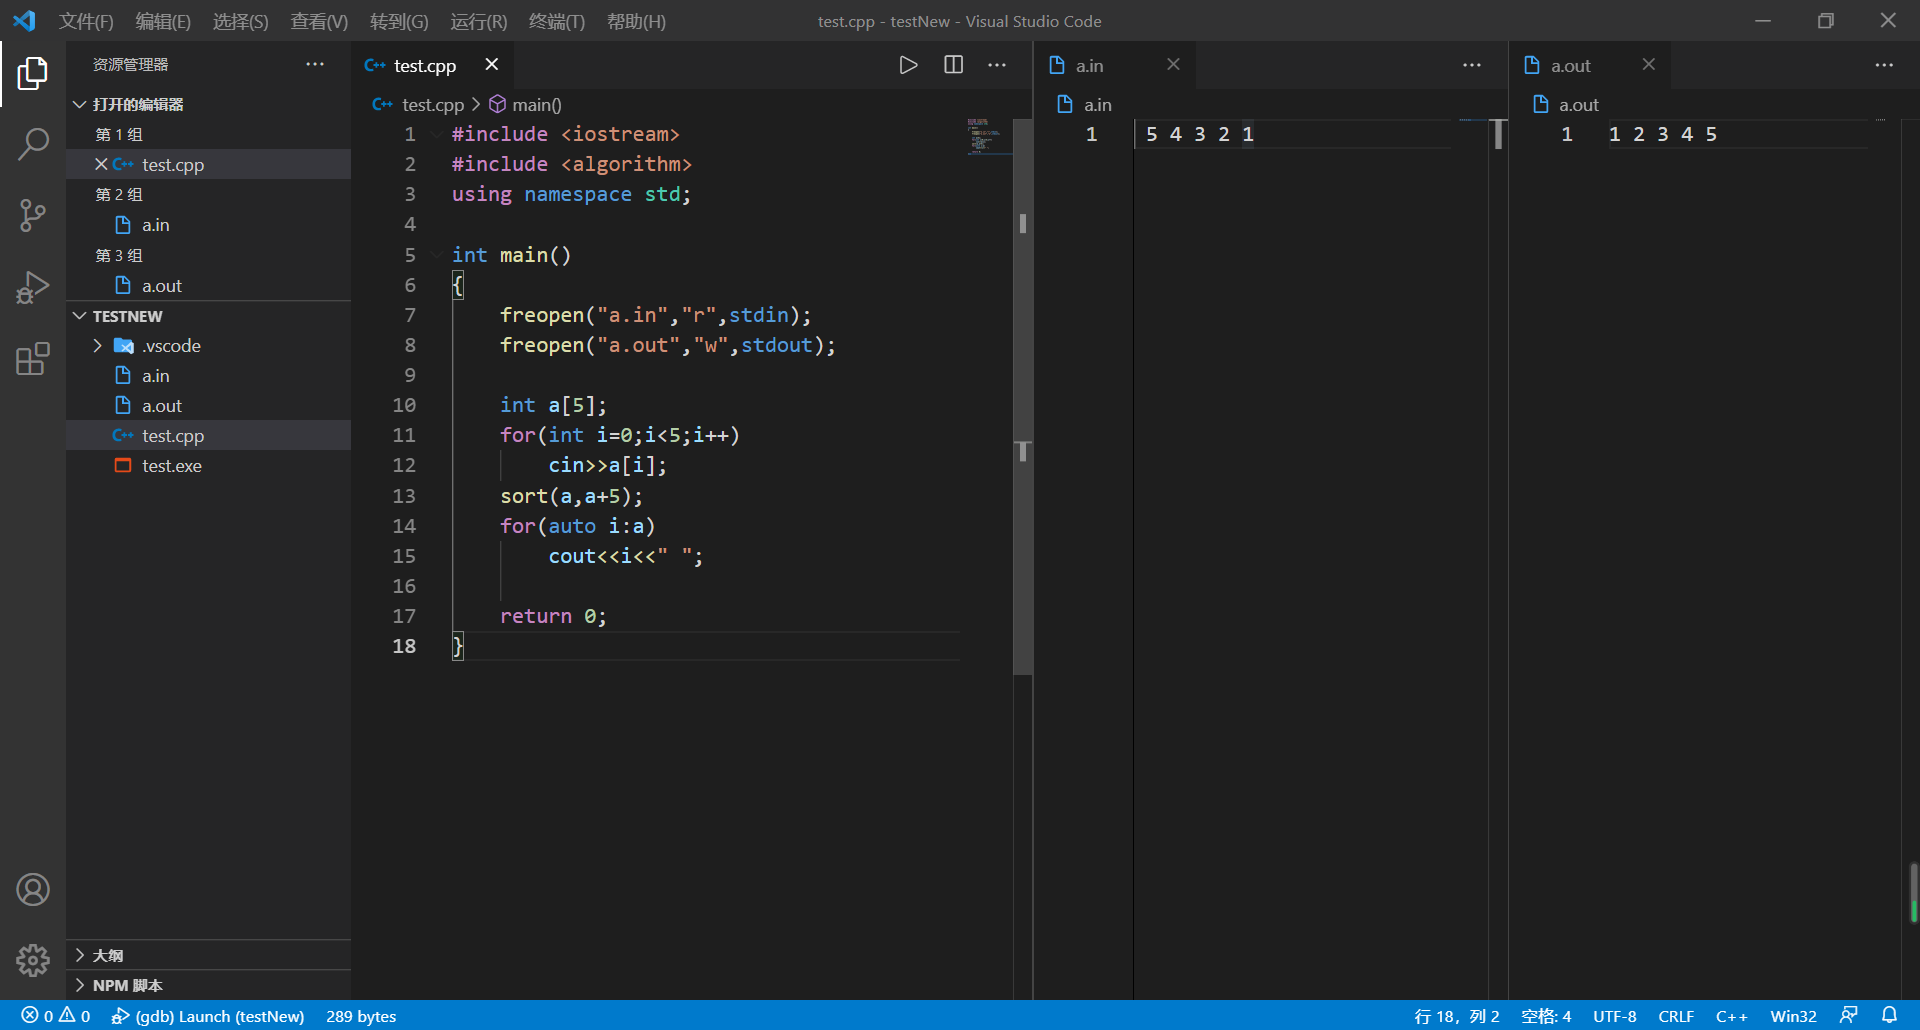 文件(F) 编辑(E) 选择(S) 查看(V) 转到(G) 运行(R) 终端(T) 帮助(H) test.cpp - testNew - Visual Studio Code
资源管理器
打开的编辑器
第 1 组
test.cpp
第 2 组
a.in
第 3 组
a.out
TESTNEW
.vscode
a.in
a.out
test.cpp
test.exe
大纲
NPM 脚本
test.cpp
test.cpp > main()
1 #include <iostream>
2 #include <algorithm>
3 using namespace std;
4
5 int main()
6 {
7 freopen("a.in","r",stdin);
8 freopen("a.out","w",stdout);
9
10 int a[5];
11 for(int i=0;i<5;i++)
12 cin>>a[i];
13 sort(a,a+5);
14 for(auto i:a)
15 cout<<i<<" ";
16
17 return 0;
18 }
a.in
a.in
1 5 4 3 2 1
a.out
a.out
1 1 2 3 4 5
0 0 (gdb) Launch (testNew) 289 bytes 行 18，列 2 空格: 4 UTF-8 CRLF C++ Win32